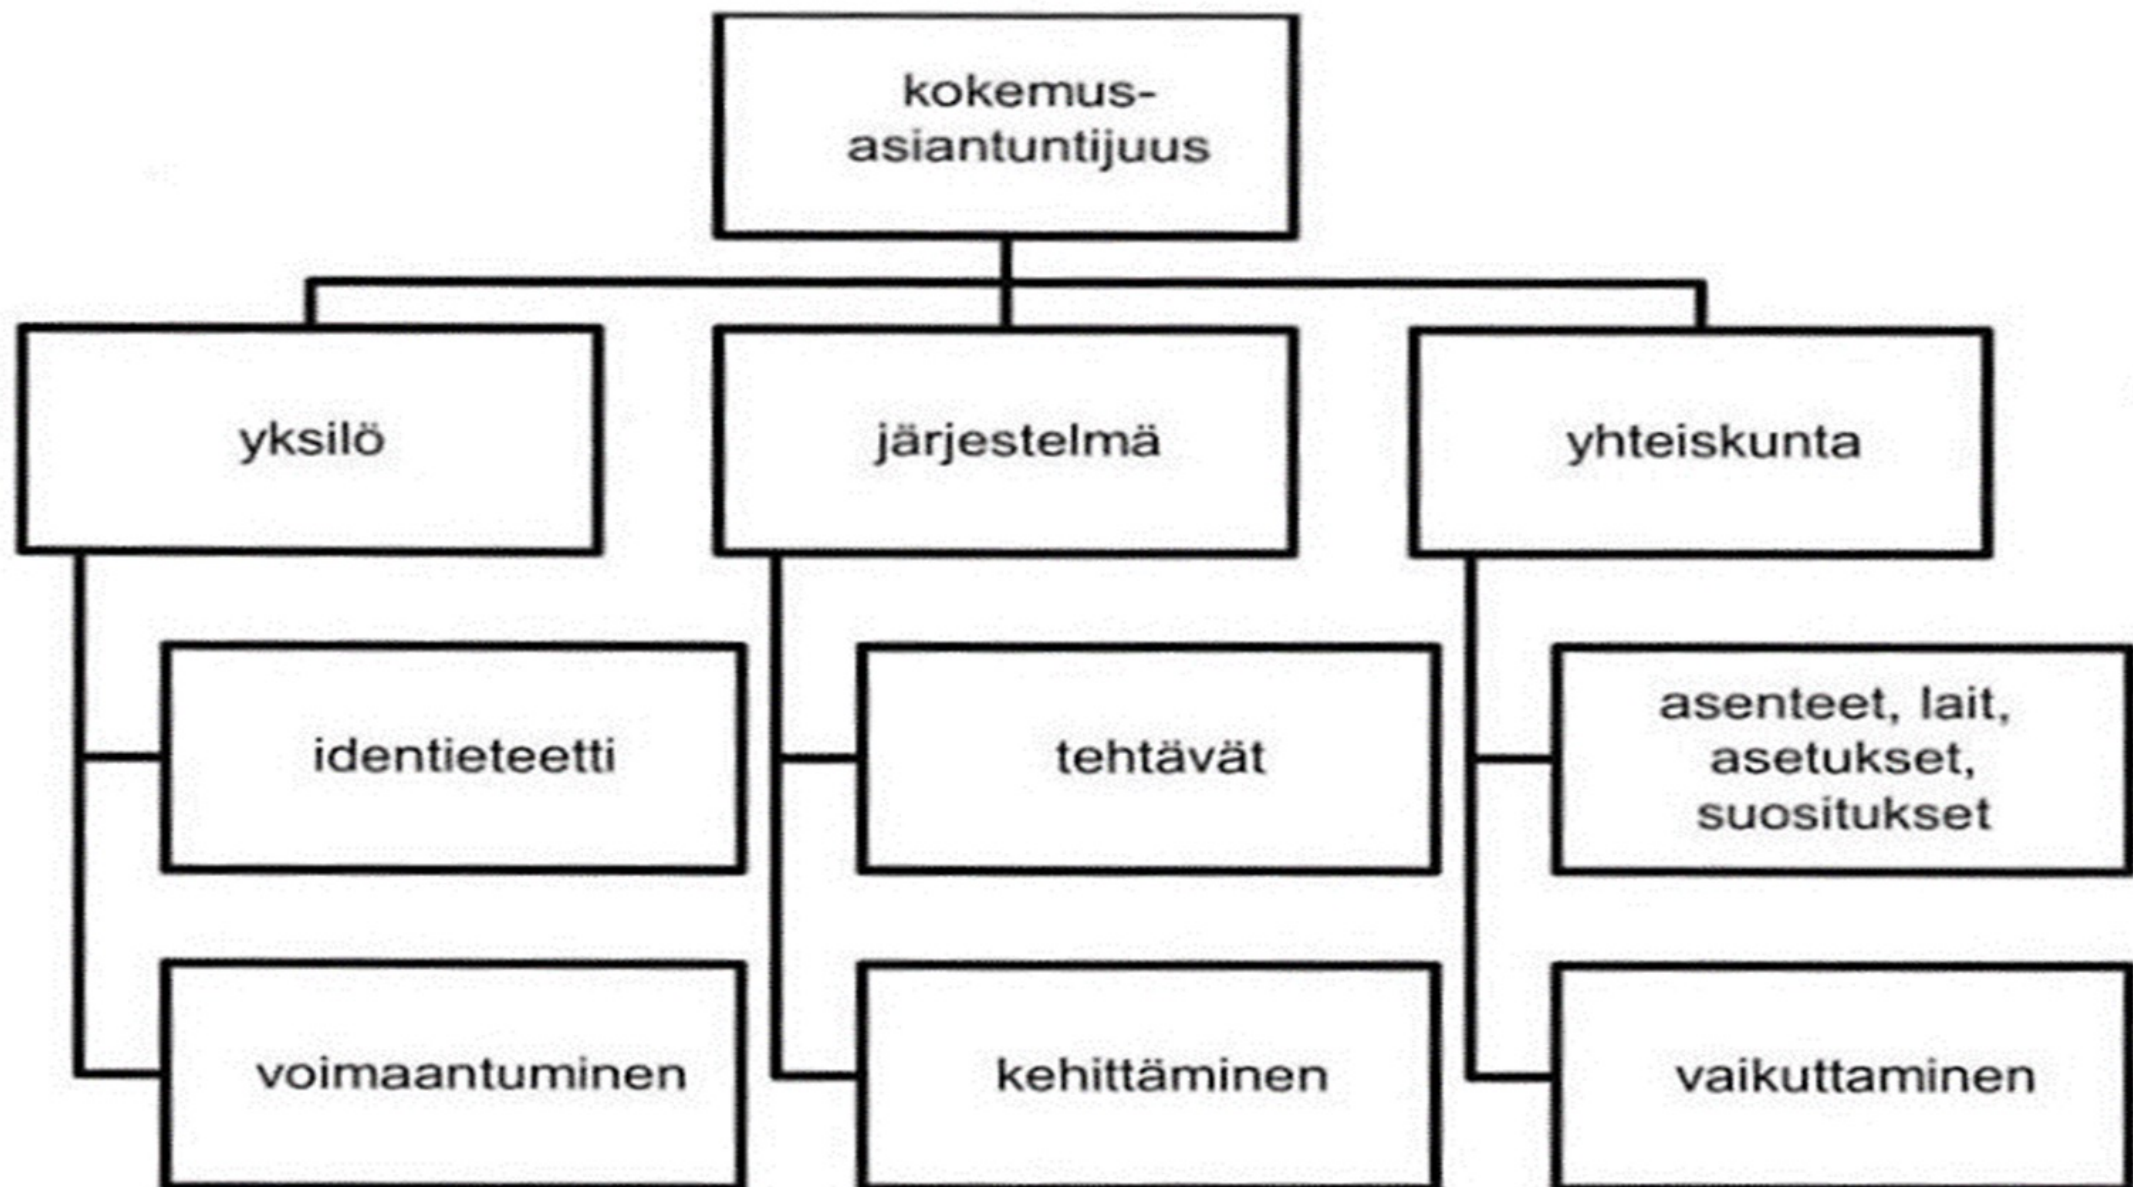 kokemus-
asiantuntijuus
yksilö
järjestelmä
yhteiskunta
identieteetti
tehtävät
asenteet, lait,
asetukset,
suositukset
voimaantuminen
kehittäminen
vaikuttaminen